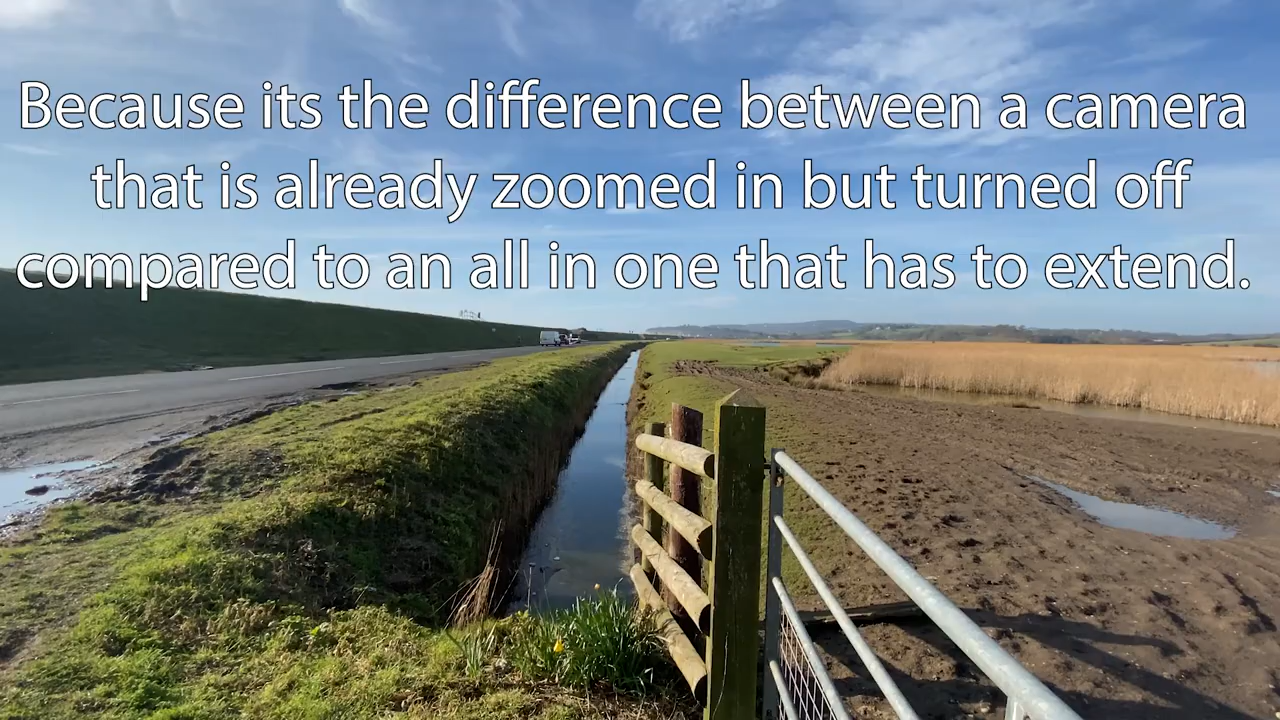 Because its the difference between a camera
that is already zoomed in but turned off
compared to an all in one that has to extend.